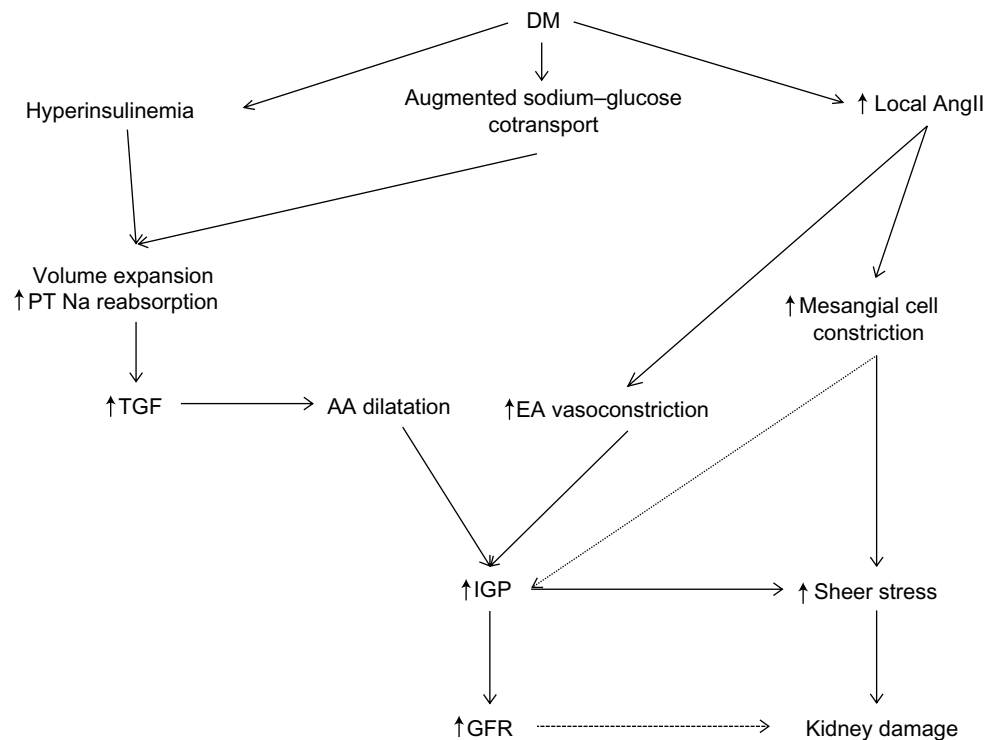 DM
Hyperinsulinemia
Augmented sodium–glucose
cotransport
↑ Local AngII
Volume expansion
↑PT Na reabsorption
↑Mesangial cell
constriction
↑TGF
AA dilatation
↑EA vasoconstriction
↑IGP
↑ Sheer stress
↑GFR
Kidney damage